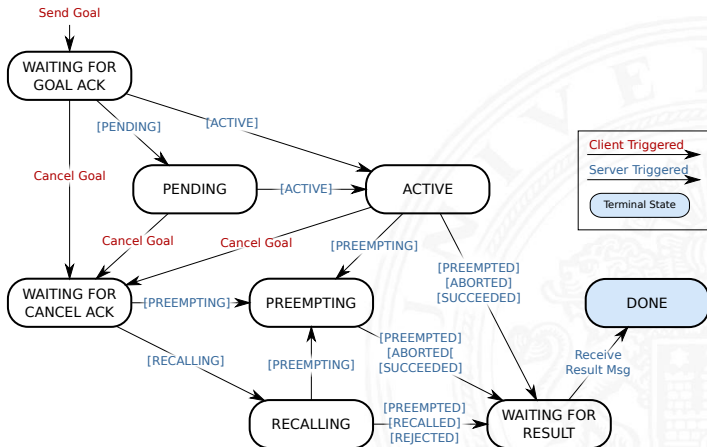 Send Goal
WAITING FOR
GOAL ACK
[PENDING]
[ACTIVE]
Client Triggered
Server Triggered
Terminal State
Cancel Goal
PENDING
[ACTIVE]
ACTIVE
Cancel Goal
Cancel Goal
[PREEMPTING]
[PREEMPTED]
[ABORTED]
[SUCCEEDED]
WAITING FOR
CANCEL ACK
[PREEMPTING]
PREEMPTING
DONE
[PREEMPTED]
[ABORTED[
[SUCCEEDED]
[RECALLING]
[PREEMPTING]
Receive
Result Msg
RECALLING
[PREEMPTED]
[RECALLED]
[REJECTED]
WAITING FOR
RESULT